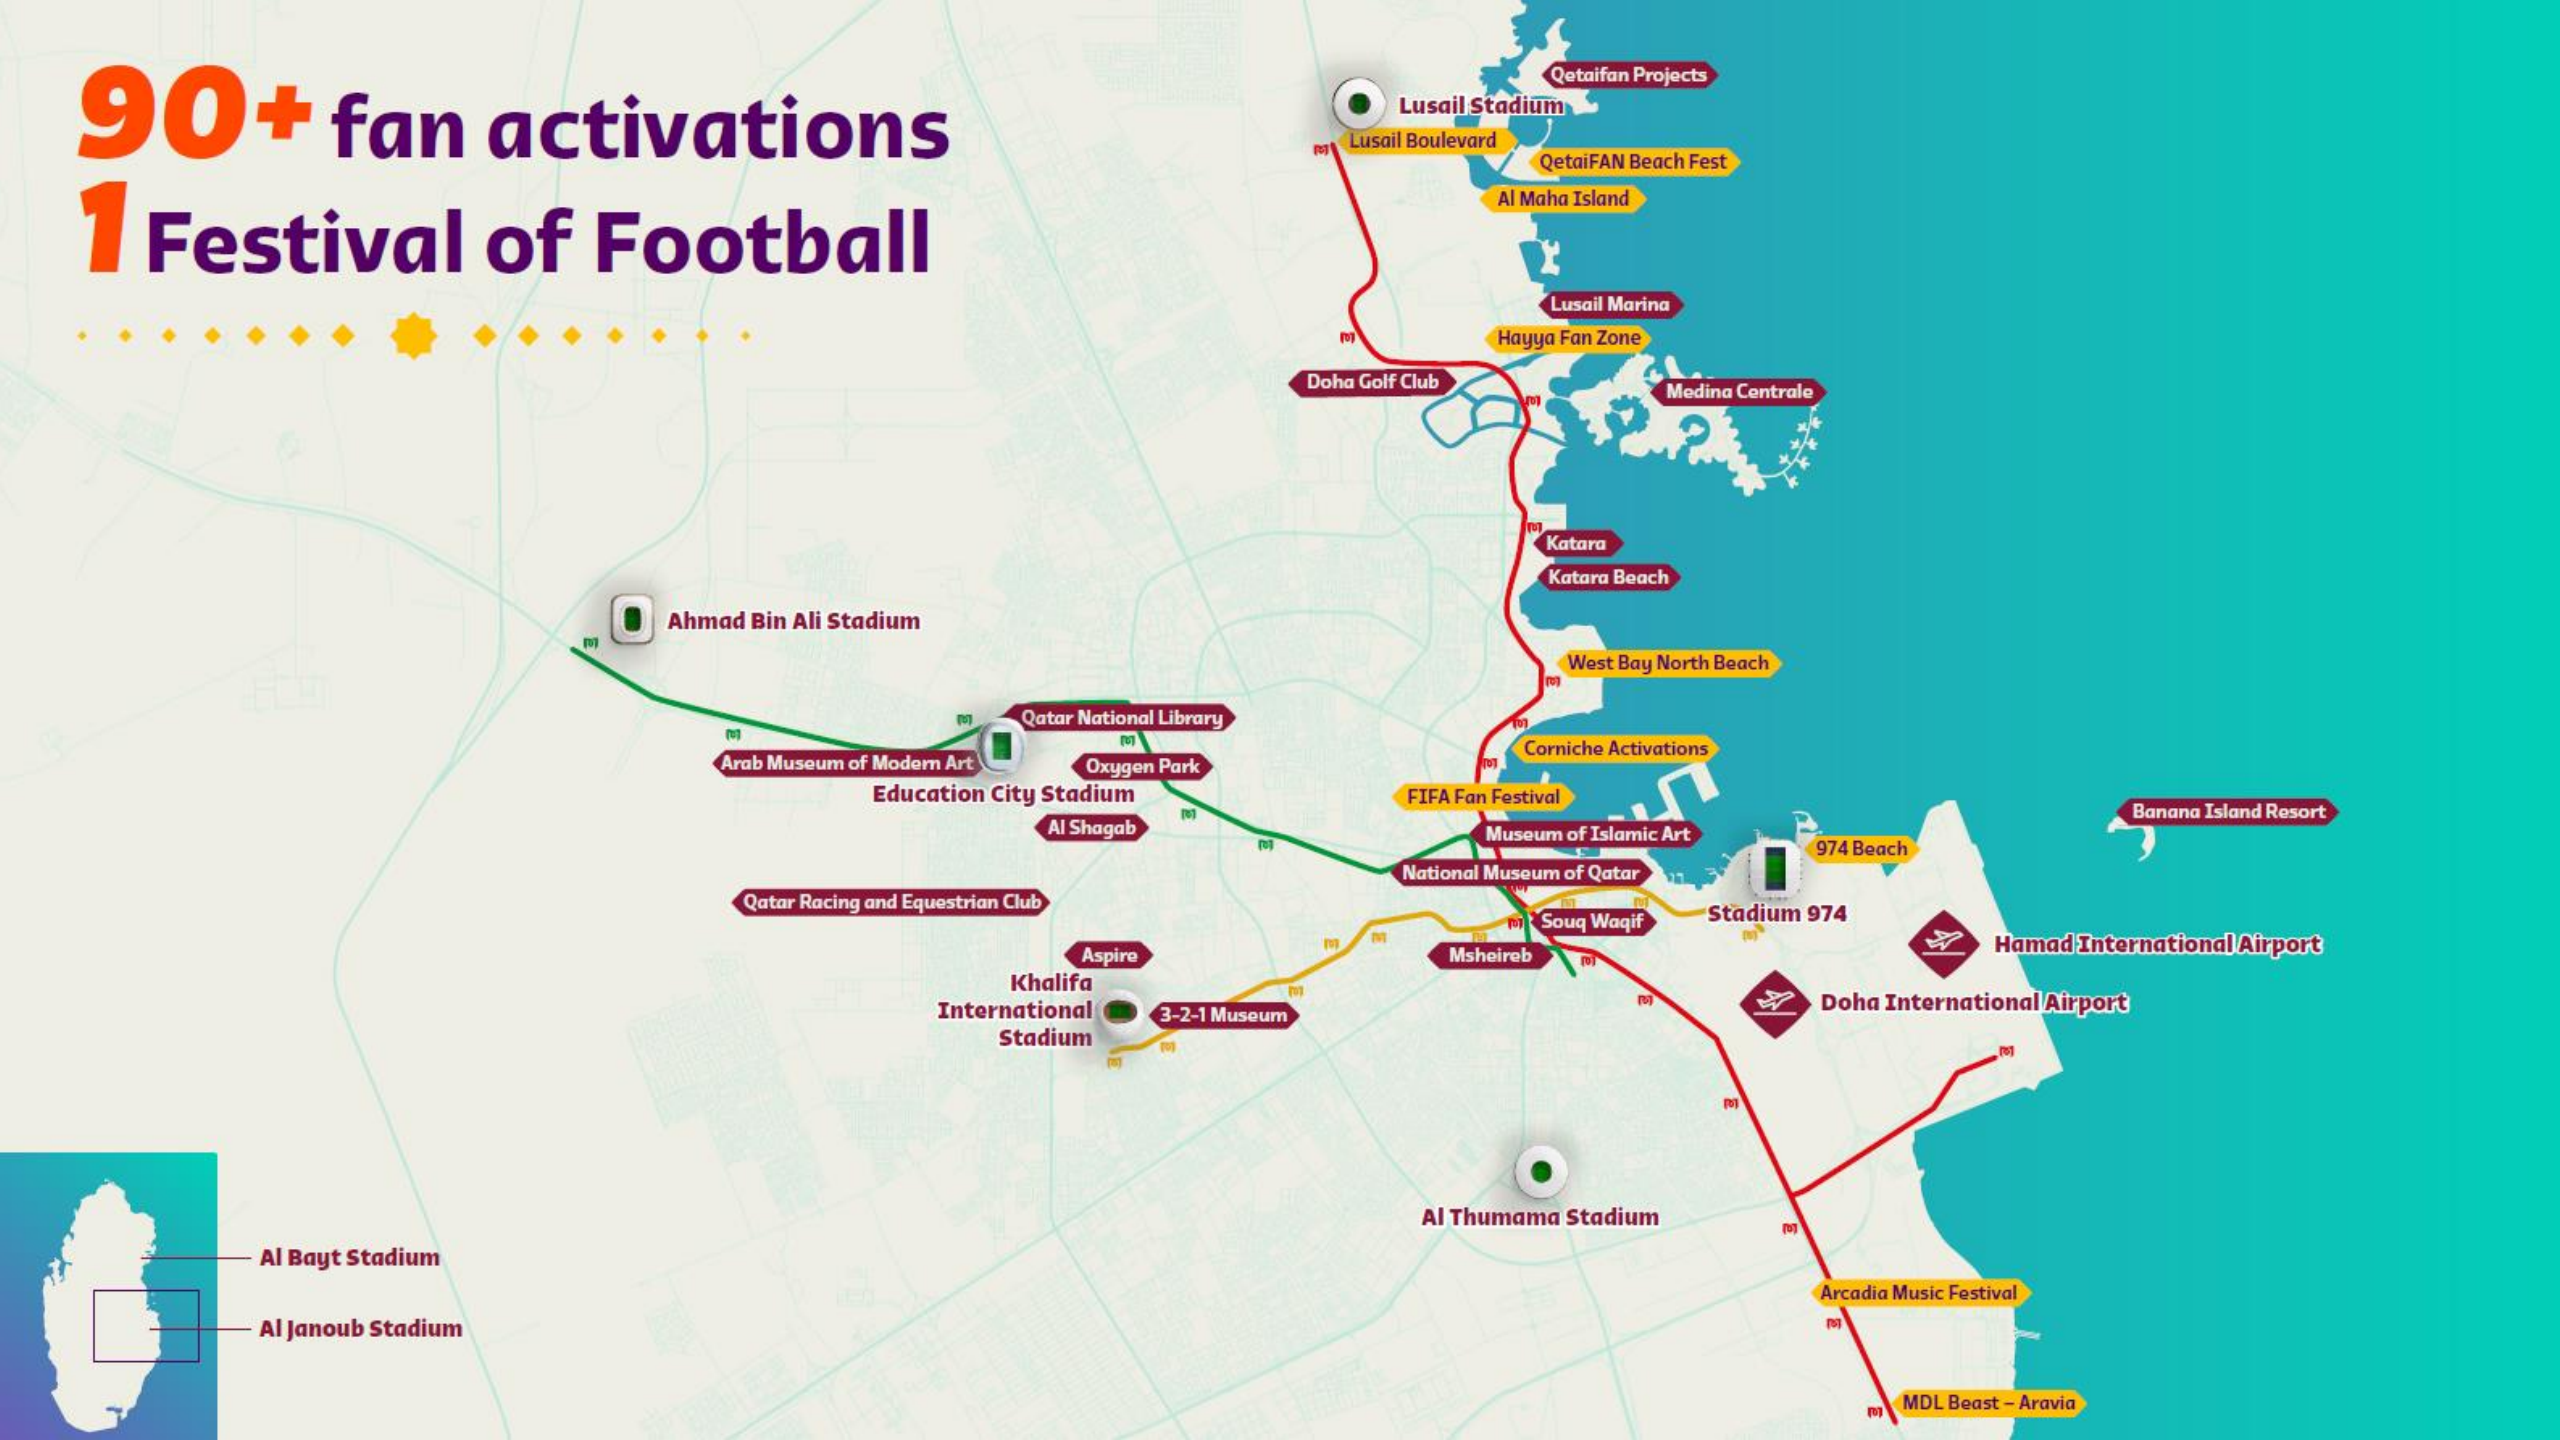 90+ fan activations
1 Festival of Football
Qetaifan Projects
Lusail Stadium
Lusail Boulevard
QetaiFAN Beach Fest
Al Maha Island
Lusail Marina
Hayya Fan Zone
Doha Golf Club
Medina Centrale
Katara
Katara Beach
Ahmad Bin Ali Stadium
West Bay North Beach
Qatar National Library
Corniche Activations
Arab Museum of Modern Art
Oxygen Park
Education City Stadium
FIFA Fan Festival
Banana Island Resort
Al Shagab
Museum of Islamic Art
974 Beach
National Museum of Qatar
Qatar Racing and Equestrian Club
Stadium 974
Souq Waqif
Hamad International Airport
Aspire
Msheireb
Khalifa
International
Stadium
3-2-1 Museum
Doha International Airport
Al Thumama Stadium
Al Bayt Stadium
Arcadia Music Festival
Al Janoub Stadium
MDL Beast – Aravia